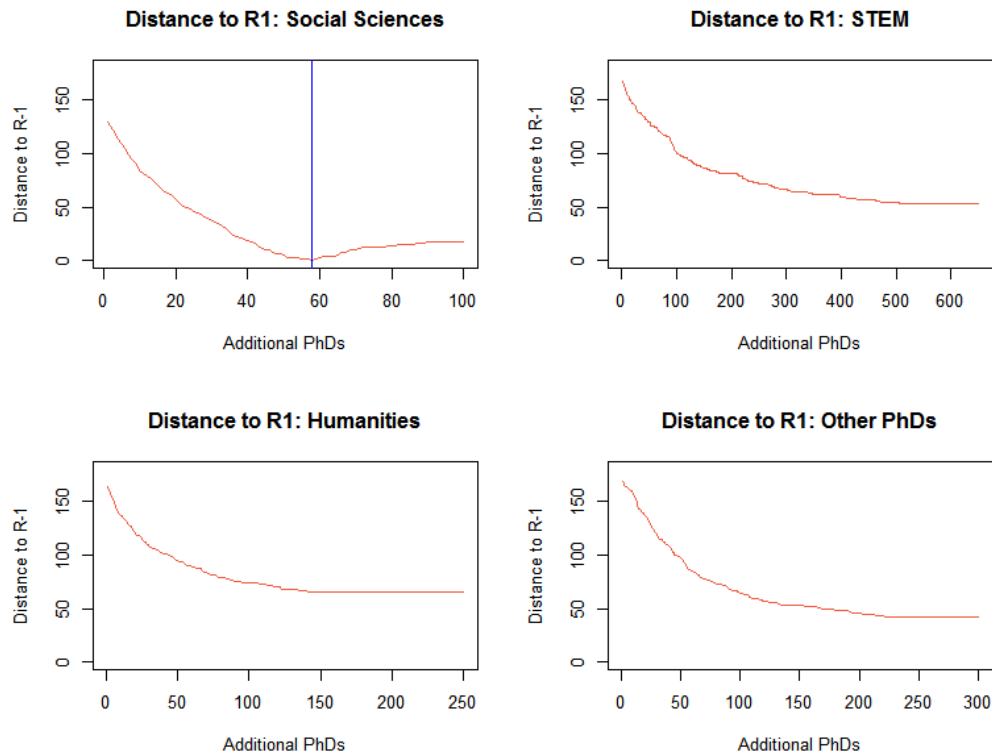 Distance to R1: Social Sciences
Distance to R-1
0 50 100 150
0 20 40 60 80 100
Additional PhDs
Distance to R1: STEM
Distance to R-1
0 50 100 150
0 100 200 300 400 500 600
Additional PhDs
Distance to R1: Humanities
Distance to R-1
0 50 100 150
0 50 100 150 200 250
Additional PhDs
Distance to R1: Other PhDs
Distance to R-1
0 50 100 150
0 50 100 150 200 250 300
Additional PhDs